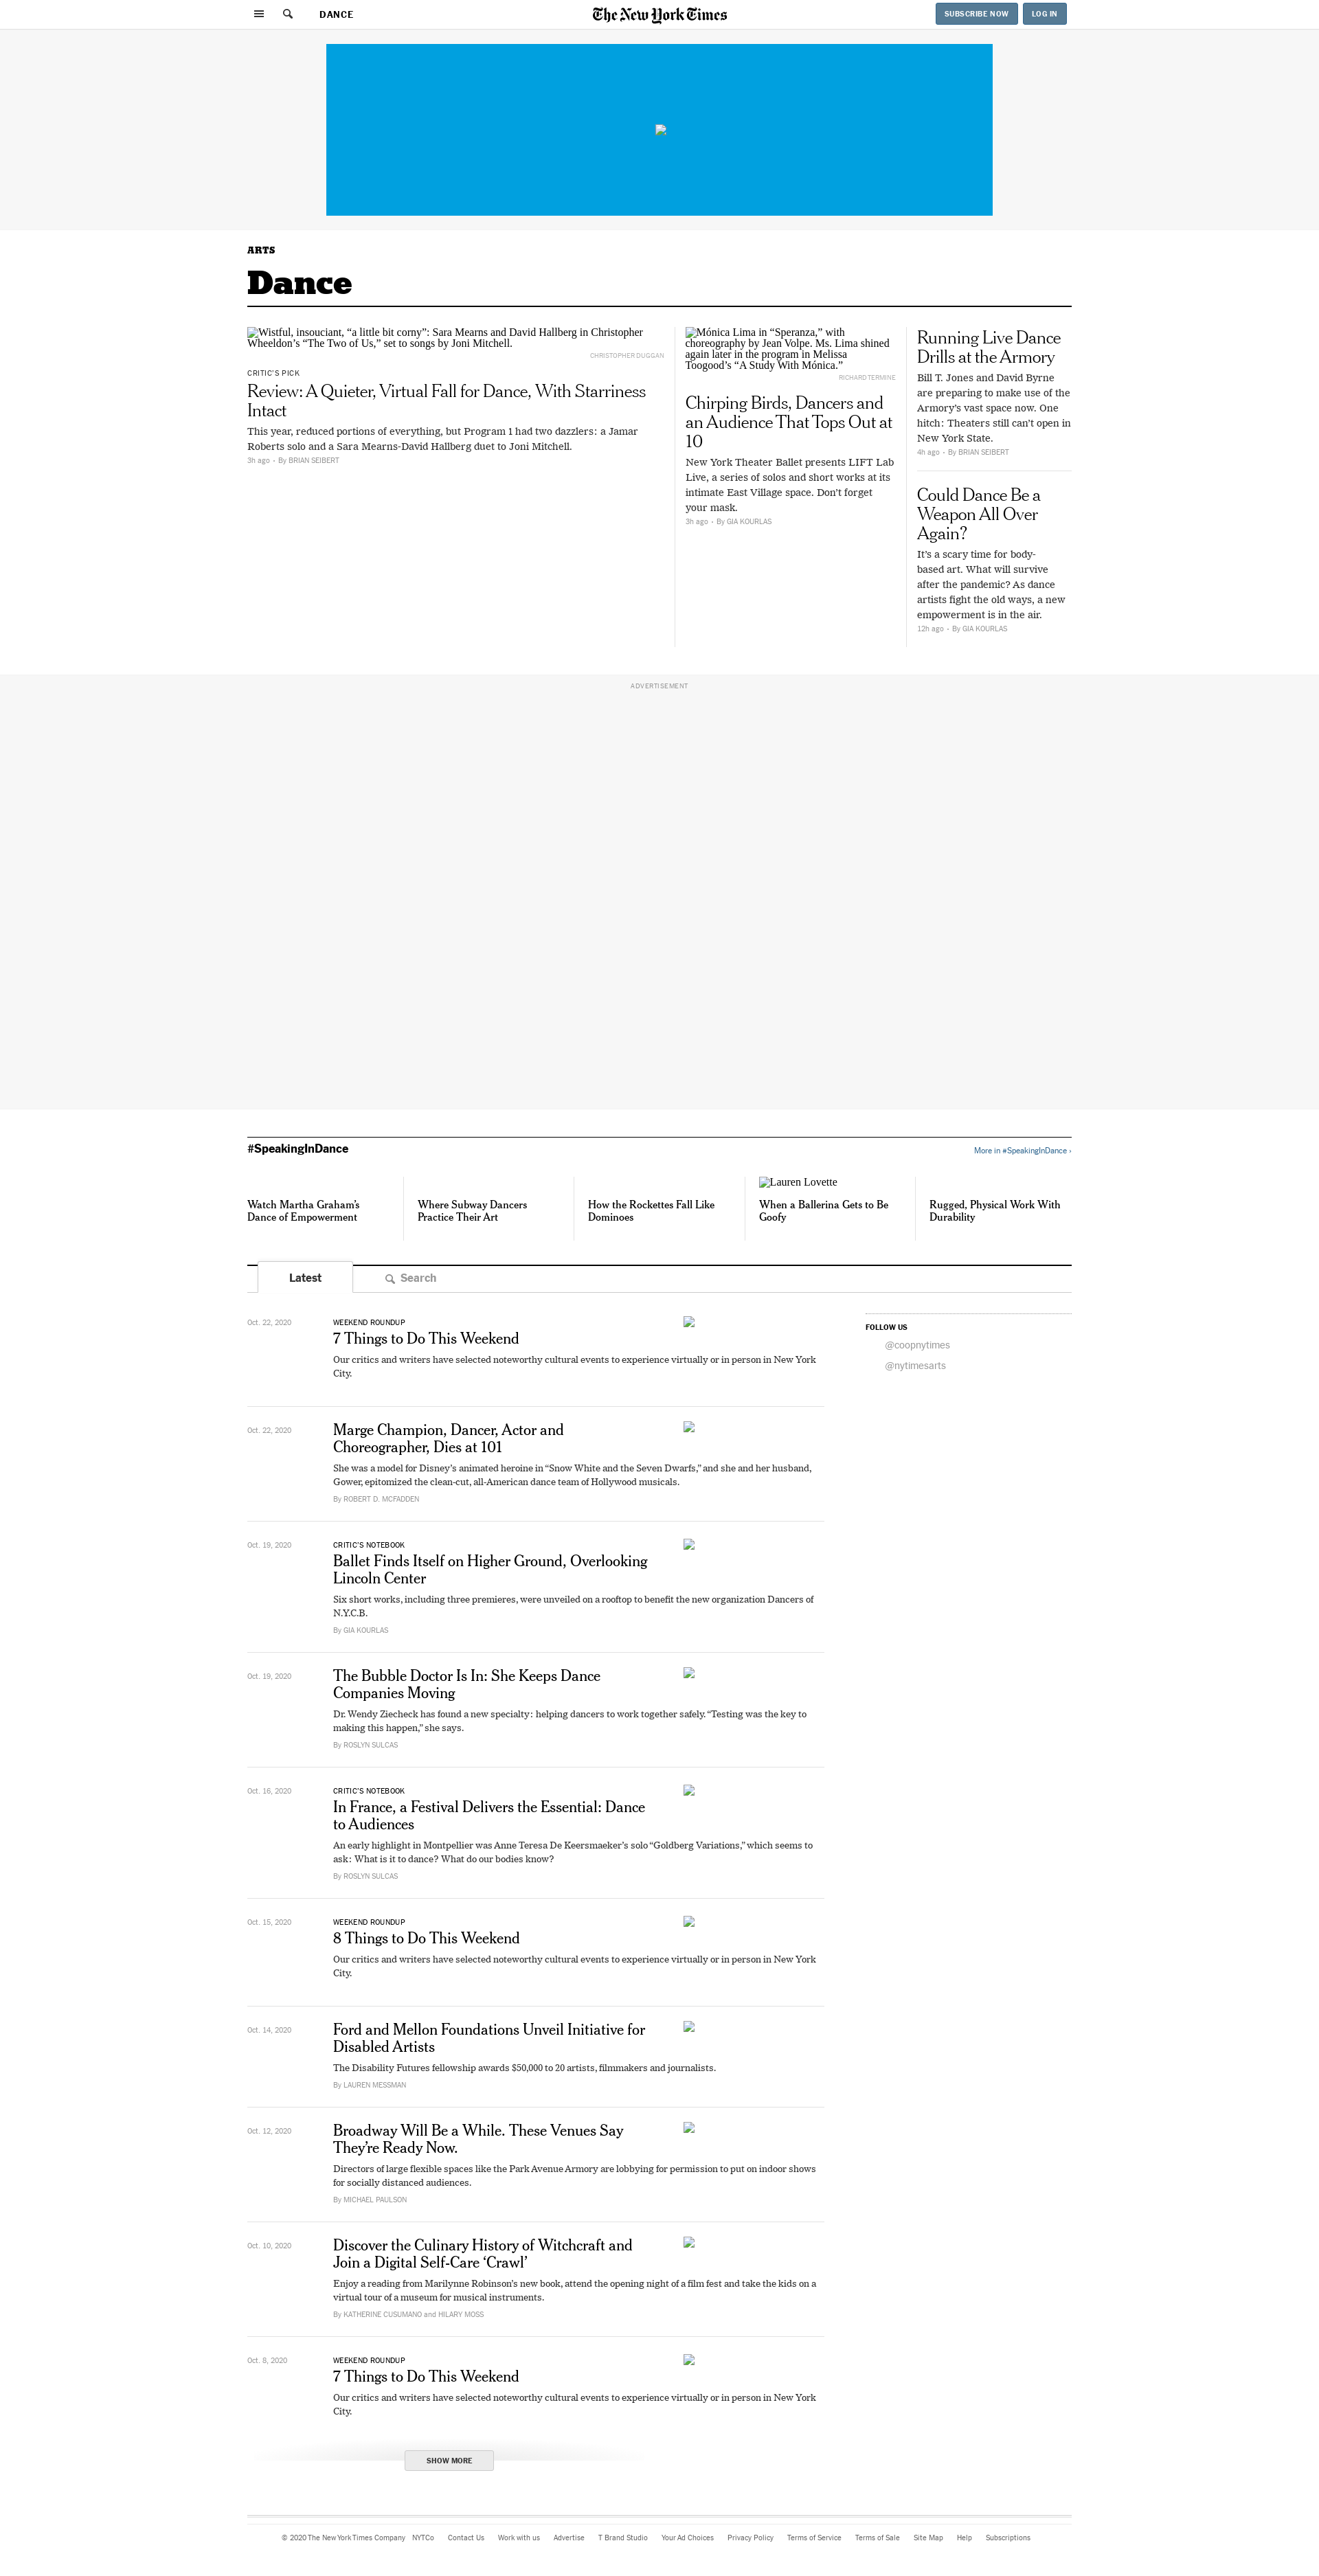 DANCE
The New York Times
SUBSCRIBE NOW
LOG IN
ARTS
Dance
Wistful, insouciant, “a little bit corny”: Sara Mearns and David Hallberg in Christopher
Wheeldon’s “The Two of Us,” set to songs by Joni Mitchell.
CHRISTOPHER DUGGAN
CRITIC’S PICK
Review: A Quieter, Virtual Fall for Dance, With Starriness
Intact
This year, reduced portions of everything, but Program 1 had two dazzlers: a Jamar
Roberts solo and a Sara Mearns-David Hallberg duet to Joni Mitchell.
3h ago • By BRIAN SEIBERT
Mónica Lima in “Speranza,” with
choreography by Jean Volpe. Ms. Lima shined
again later in the program in Melissa
Toogood’s “A Study With Mónica.”
RICHARD TERMINE
Chirping Birds, Dancers and
an Audience That Tops Out at
10
New York Theater Ballet presents LIFT Lab
Live, a series of solos and short works at its
intimate East Village space. Don’t forget
your mask.
3h ago • By GIA KOURLAS
Running Live Dance
Drills at the Armory
Bill T. Jones and David Byrne
are preparing to make use of the
Armory’s vast space now. One
hitch: Theaters still can’t open in
New York State.
4h ago • By BRIAN SEIBERT
Could Dance Be a
Weapon All Over
Again?
It’s a scary time for body-
based art. What will survive
after the pandemic? As dance
artists fight the old ways, a new
empowerment is in the air.
12h ago • By GIA KOURLAS
ADVERTISEMENT
#SpeakingInDance
More in #SpeakingInDance ›
Watch Martha Graham’s
Dance of Empowerment
Where Subway Dancers
Practice Their Art
How the Rockettes Fall Like
Dominoes
Lauren Lovette
When a Ballerina Gets to Be
Goofy
Rugged, Physical Work With
Durability
Latest
Search
Oct. 22, 2020
WEEKEND ROUNDUP
7 Things to Do This Weekend
Our critics and writers have selected noteworthy cultural events to experience virtually or in person in New York
City.
FOLLOW US
@coopnytimes
@nytimesarts
Oct. 22, 2020
Marge Champion, Dancer, Actor and
Choreographer, Dies at 101
She was a model for Disney’s animated heroine in “Snow White and the Seven Dwarfs,” and she and her husband,
Gower, epitomized the clean-cut, all-American dance team of Hollywood musicals.
By ROBERT D. MCFADDEN
Oct. 19, 2020
CRITIC’S NOTEBOOK
Ballet Finds Itself on Higher Ground, Overlooking
Lincoln Center
Six short works, including three premieres, were unveiled on a rooftop to benefit the new organization Dancers of
N.Y.C.B.
By GIA KOURLAS
Oct. 19, 2020
The Bubble Doctor Is In: She Keeps Dance
Companies Moving
Dr. Wendy Ziecheck has found a new specialty: helping dancers to work together safely. “Testing was the key to
making this happen,” she says.
By ROSLYN SULCAS
Oct. 16, 2020
CRITIC’S NOTEBOOK
In France, a Festival Delivers the Essential: Dance
to Audiences
An early highlight in Montpellier was Anne Teresa De Keersmaeker’s solo “Goldberg Variations,” which seems to
ask: What is it to dance? What do our bodies know?
By ROSLYN SULCAS
Oct. 15, 2020
WEEKEND ROUNDUP
8 Things to Do This Weekend
Our critics and writers have selected noteworthy cultural events to experience virtually or in person in New York
City.
Oct. 14, 2020
Ford and Mellon Foundations Unveil Initiative for
Disabled Artists
The Disability Futures fellowship awards $50,000 to 20 artists, filmmakers and journalists.
By LAUREN MESSMAN
Oct. 12, 2020
Broadway Will Be a While. These Venues Say
They’re Ready Now.
Directors of large flexible spaces like the Park Avenue Armory are lobbying for permission to put on indoor shows
for socially distanced audiences.
By MICHAEL PAULSON
Oct. 10, 2020
Discover the Culinary History of Witchcraft and
Join a Digital Self-Care ‘Crawl’
Enjoy a reading from Marilynne Robinson’s new book, attend the opening night of a film fest and take the kids on a
virtual tour of a museum for musical instruments.
By KATHERINE CUSUMANO and HILARY MOSS
Oct. 8, 2020
WEEKEND ROUNDUP
7 Things to Do This Weekend
Our critics and writers have selected noteworthy cultural events to experience virtually or in person in New York
City.
SHOW MORE
© 2020 The New York Times Company NYTCo Contact Us Work with us Advertise T Brand Studio Your Ad Choices Privacy Policy Terms of Service Terms of Sale Site Map Help Subscriptions